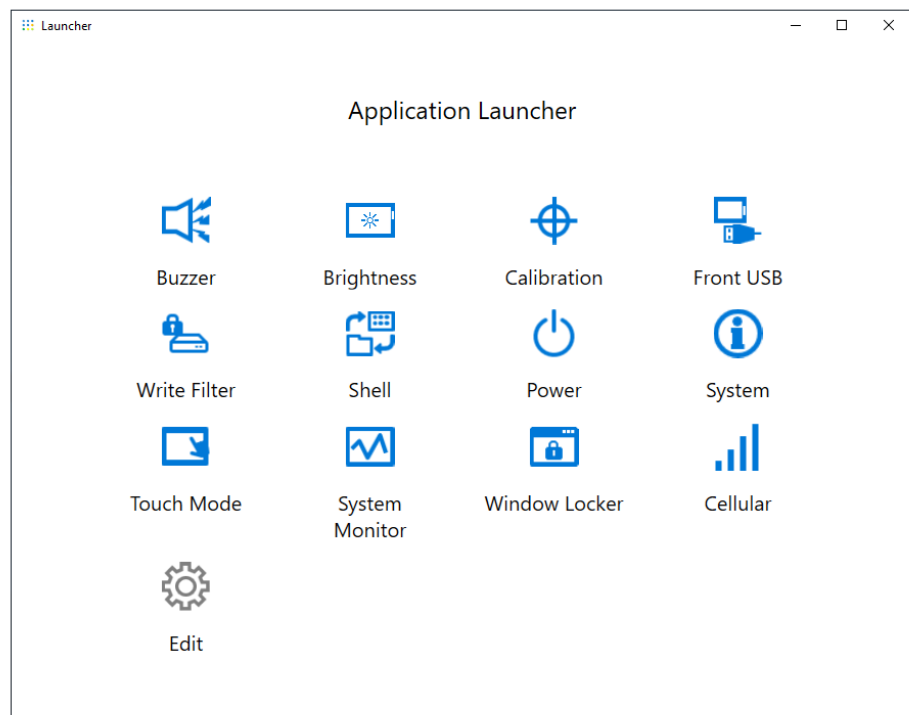 Launcher
Application Launcher
Buzzer
Brightness
Calibration
Front USB
Write Filter
Shell
Power
System
Touch Mode
System
Monitor
Window Locker
Cellular
Edit